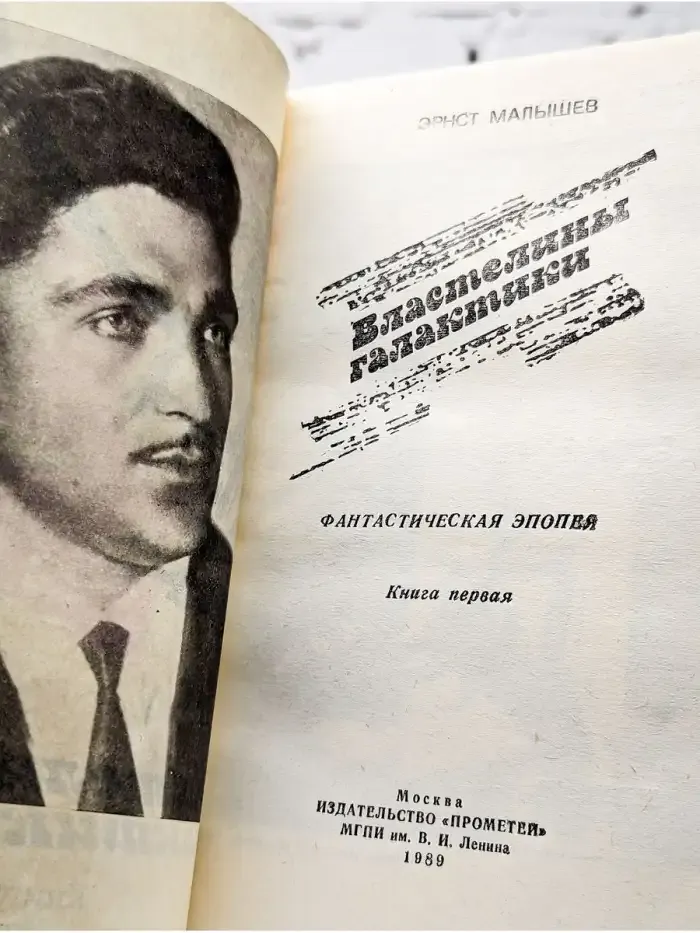 ЭРНСТ МАЛЫШЕВ
Властелины
галактики
ФАНТАСТИЧЕСКАЯ ЭПОПЕЯ
Книга первая
Москва
ИЗДАТЕЛЬСТВО «ПРОМЕТЕЙ»
МГПИ им. В. И. Ленина
1989